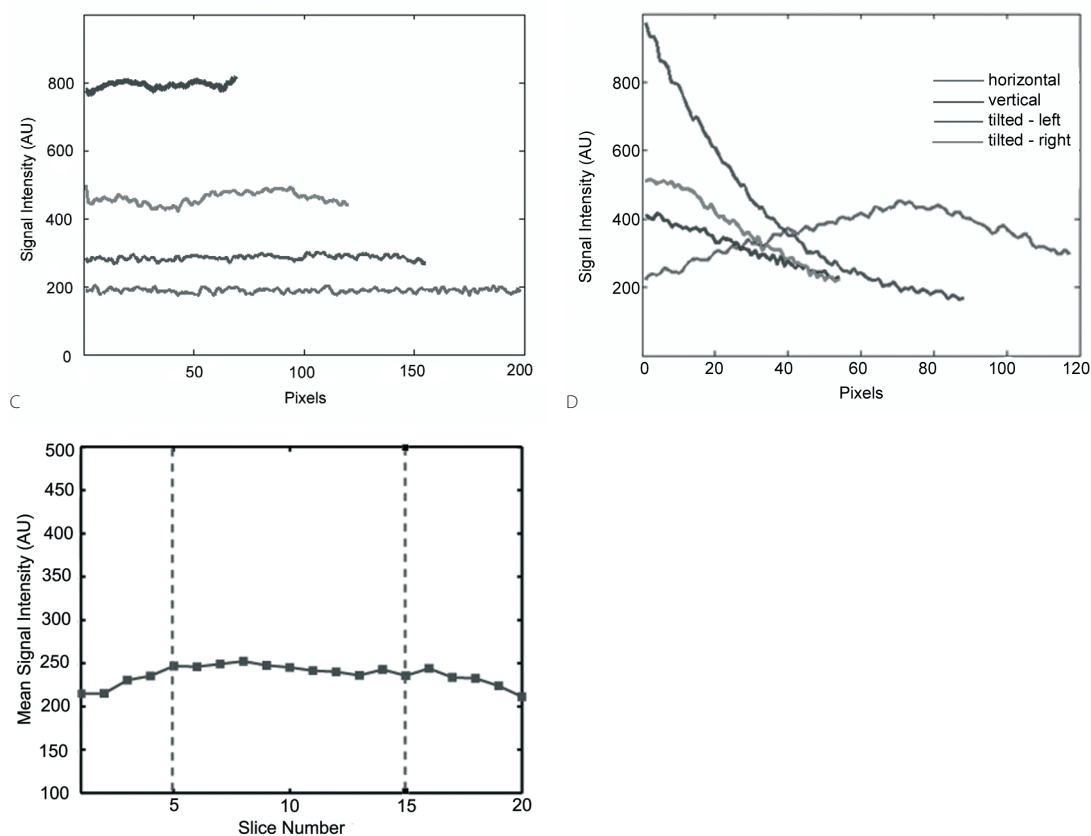 800
600
400
200
0
50
100
150
200
Signal Intensity (AU)
Pixels
C
800
600
400
200
0
20
40
60
80
100
120
Signal Intensity (AU)
Pixels
horizontal
vertical
tilted - left
tilted - right
D
500
450
400
350
300
250
200
150
100
5
10
15
20
Mean Signal Intensity (AU)
Slice Number